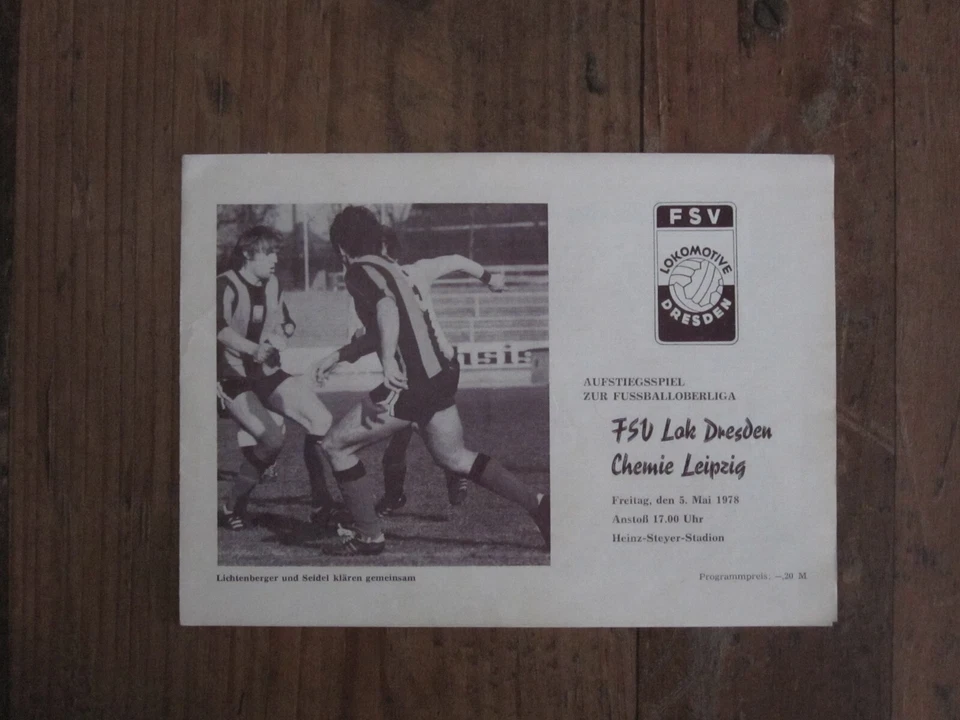 FSV
LOKOMOTIVE
DRESDEN
AUFSTIEGSSPIEL
ZUR FUSSBALLOBERLIGA
FSV Lok Dresden
Chemie Leipzig
Freitag, den 5. Mai 1978
Anstoß 17.00 Uhr
Heinz-Steyer-Stadion
Lichtenberger und Seidel klären gemeinsam
Programmpreis: –,20 M